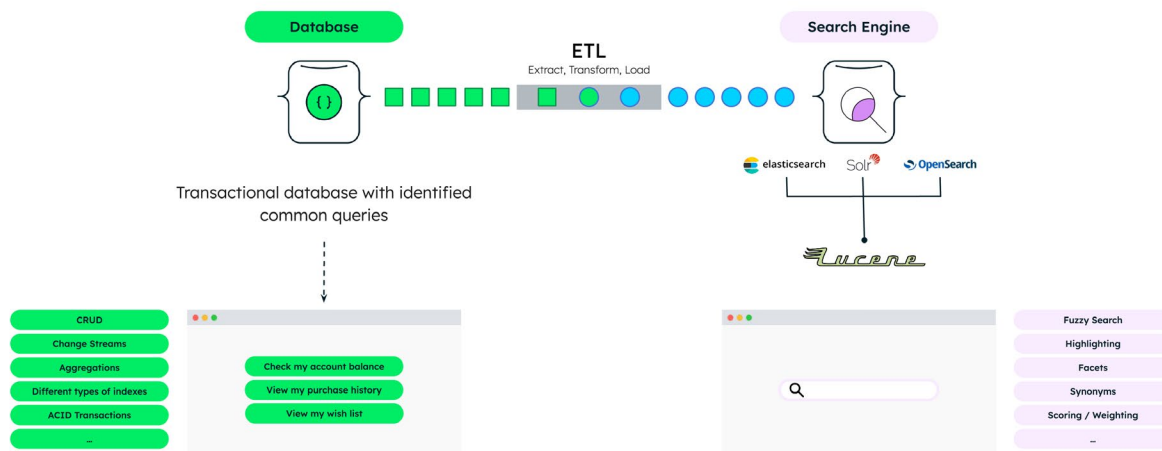 Database
Search Engine
ETL
Extract, Transform, Load
{ }
elasticsearch
Solr
OpenSearch
Transactional database with identified
common queries
Lucene
CRUD
Change Streams
Aggregations
Different types of indexes
ACID Transactions
...
Check my account balance
View my purchase history
View my wish list
Fuzzy Search
Highlighting
Facets
Synonyms
Scoring / Weighting
...